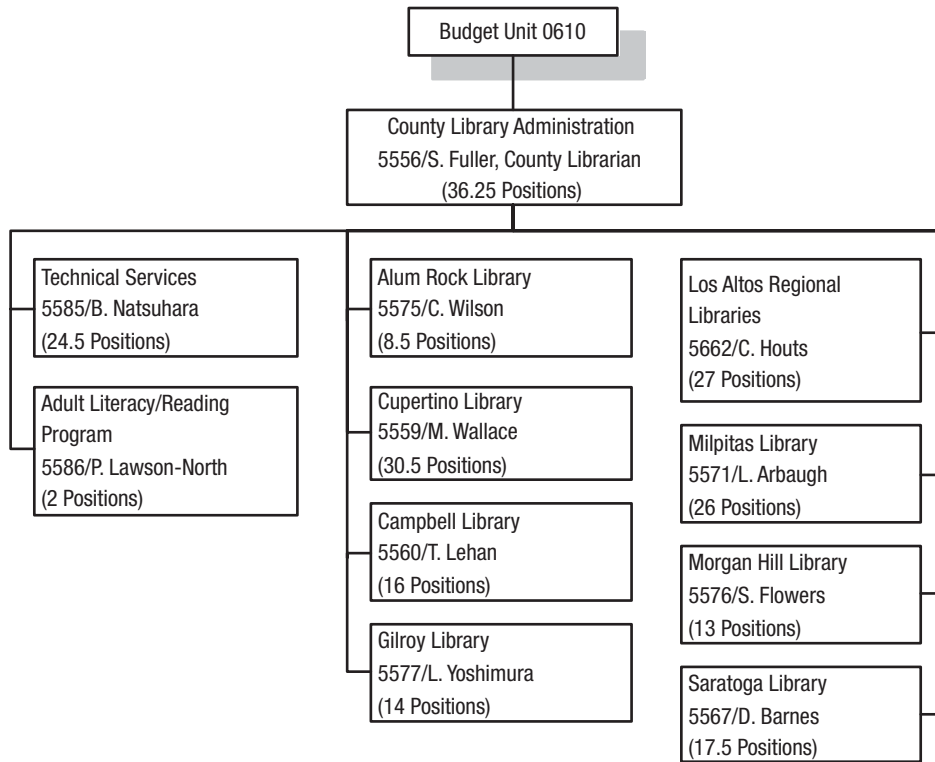 Budget Unit 0610
County Library Administration
5556/S. Fuller, County Librarian
(36.25 Positions)
Technical Services
5585/B. Natsuhara
(24.5 Positions)
Adult Literacy/Reading
Program
5586/P. Lawson-North
(2 Positions)
Alum Rock Library
5575/C. Wilson
(8.5 Positions)
Cupertino Library
5559/M. Wallace
(30.5 Positions)
Campbell Library
5560/T. Lehan
(16 Positions)
Gilroy Library
5577/L. Yoshimura
(14 Positions)
Los Altos Regional
Libraries
5662/C. Houts
(27 Positions)
Milpitas Library
5571/L. Arbaugh
(26 Positions)
Morgan Hill Library
5576/S. Flowers
(13 Positions)
Saratoga Library
5567/D. Barnes
(17.5 Positions)